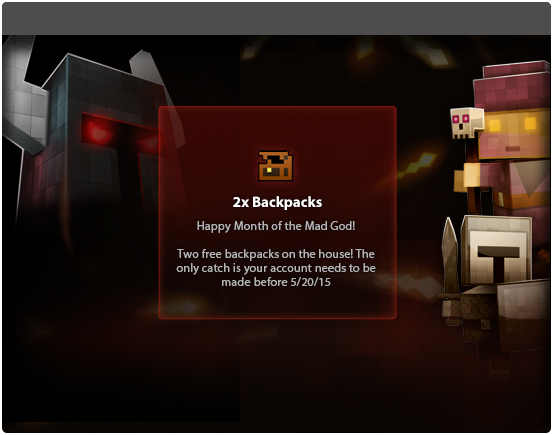 2x Backpacks
Happy Month of the Mad God!
Two free backpacks on the house! The
only catch is your account needs to be
made before 5/20/15